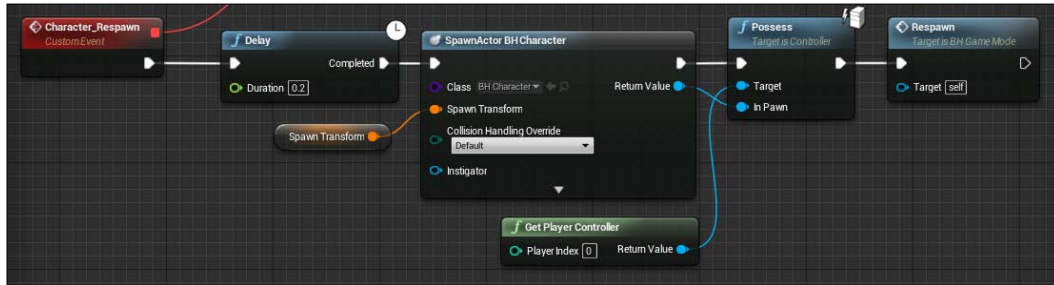 Character_Respawn
CustomEvent
f Delay
Completed
Duration 0.2
Spawn Transform
SpawnActor BH Character
Class BH Character
Return Value
Spawn Transform
Collision Handling Override
Default
Instigator
f Get Player Controller
Player Index 0
Return Value
f Possess
Target is Controller
Target
In Pawn
Respawn
Target is BH Game Mode
Target self